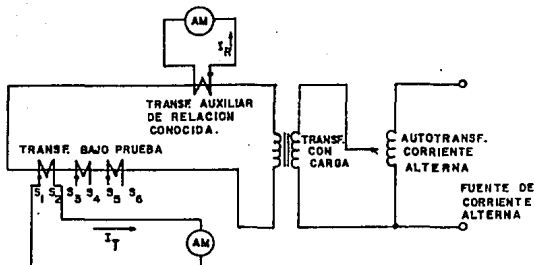 AM
I_R
TRANSF. AUXILIAR
DE RELACION
CONOCIDA.
TRANSF. BAJO PRUEBA
TRANSF.
CON
CARGA
AUTOTRANSF.
CORRIENTE
ALTERNA
S1 S2 S3 S4 S5 S6
FUENTE DE
CORRIENTE
ALTERNA
I_T
AM